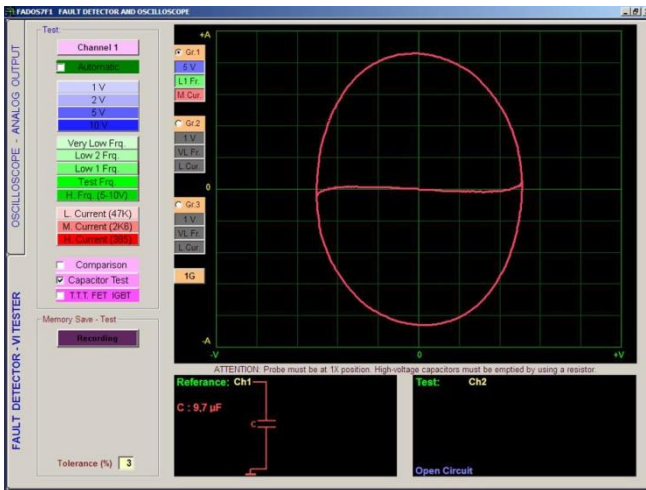 FADOS7F1 FAULT DETECTOR AND OSCILLOSCOPE
OSCILLOSCOPE - ANALOG OUTPUT
FAULT DETECTOR - VI TESTER
Test:
Channel 1
Automatic
1 V
2 V
5 V
10 V
Very Low Frq.
Low 2 Frq.
Low 1 Frq.
Test Frq.
H. Frq. (5-10V)
L. Current (47K)
M. Current (2K6)
H. Current (385)
Comparison
Capacitor Test
T.T.T. FET IGBT
Memory Save - Test
Recording
Tolerance (%) 3
Gr.1
5 V
L1 Fr.
M Cur.
Gr.2
1 V
VL Fr.
L Cur.
Gr.3
1 V
VL Fr.
L Cur.
1G
+A
0
-A
-V 0 +V
ATTENTION: Probe must be at 1X position. High-voltage capacitors must be emptied by using a resistor.
Referance: Ch1
C : 9,7 µF
C
Test: Ch2
Open Circuit